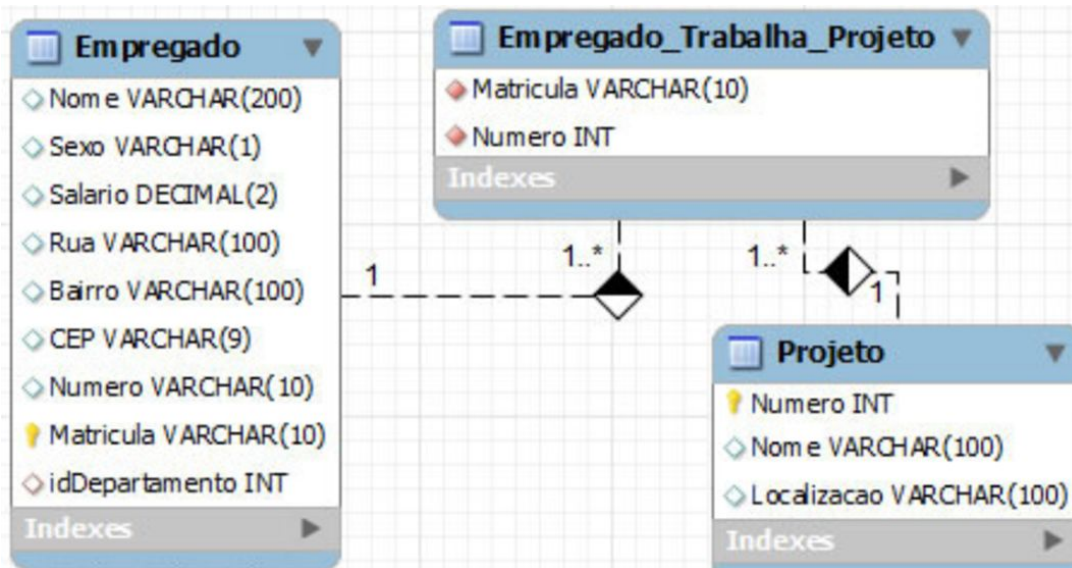 Empregado
Nome VARCHAR(200)
Sexo VARCHAR(1)
Salario DECIMAL(2)
Rua VARCHAR(100)
Bairro VARCHAR(100)
CEP VARCHAR(9)
Numero VARCHAR(10)
Matricula VARCHAR(10)
idDepartamento INT
Indexes
Empregado_Trabalha_Projeto
Matricula VARCHAR(10)
Numero INT
Indexes
1
1..*
1..*
1
Projeto
Numero INT
Nome VARCHAR(100)
Localizacao VARCHAR(100)
Indexes